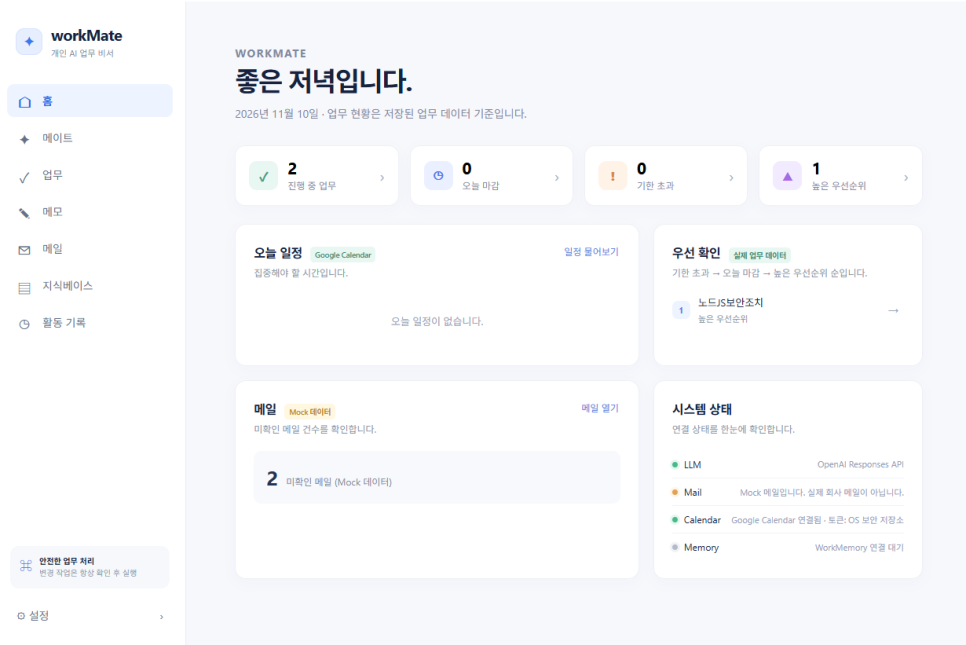 workMate
개인 AI 업무 비서
홈
메이트
업무
메모
메일
지식베이스
활동 기록
안전한 업무 처리
변경 작업은 항상 확인 후 실행
설정
WORKMATE
좋은 저녁입니다.
2026년 11월 10일 · 업무 현황은 저장된 업무 데이터 기준입니다.
2
진행 중 업무
0
오늘 마감
0
기한 초과
1
높은 우선순위
오늘 일정 Google Calendar 일정 물어보기
집중해야 할 시간입니다.
오늘 일정이 없습니다.
우선 확인 실제 업무 데이터
기한 초과 → 오늘 마감 → 높은 우선순위 순입니다.
1 노드JS보안조치 →
높은 우선순위
메일 Mock 데이터 메일 열기
미확인 메일 건수를 확인합니다.
2 미확인 메일 (Mock 데이터)
시스템 상태
연결 상태를 한눈에 확인합니다.
LLM OpenAI Responses API
Mail Mock 메일입니다. 실제 회사 메일이 아닙니다.
Calendar Google Calendar 연결됨 · 토큰: OS 보안 저장소
Memory WorkMemory 연결 대기